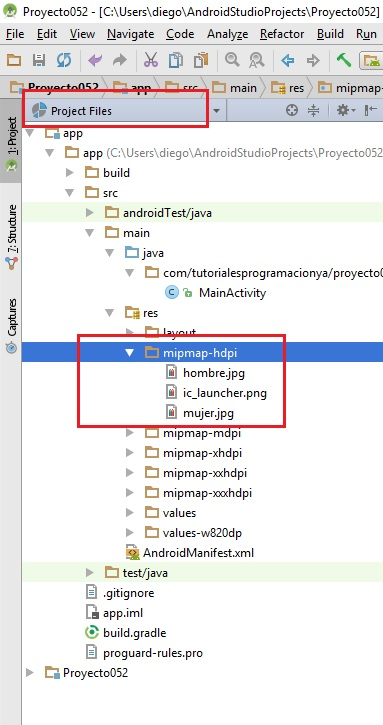 Proyecto052 - [C:\Users\diego\AndroidStudioProjects\Proyecto052]
File Edit View Navigate Code Analyze Refactor Build Run
Proyecto052 app src main res mipmap-
Project Files
1: Project
7: Structure
Captures
app
app (C:\Users\diego\AndroidStudioProjects\Proyecto05
build
src
androidTest/java
main
java
com/tutorialesprogramacionya/proyecto0
MainActivity
res
layout
mipmap-hdpi
hombre.jpg
ic_launcher.png
mujer.jpg
mipmap-mdpi
mipmap-xhdpi
mipmap-xxhdpi
mipmap-xxxhdpi
values
values-w820dp
AndroidManifest.xml
test/java
.gitignore
app.iml
build.gradle
proguard-rules.pro
Proyecto052